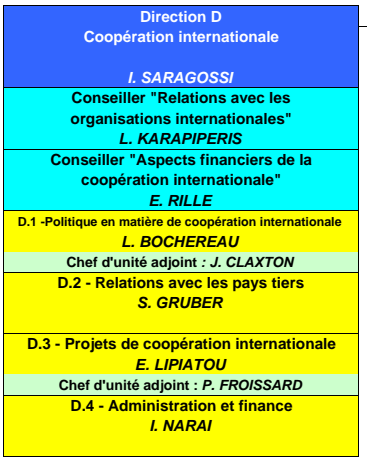 Direction D
Coopération internationale
I. SARAGOSSI
Conseiller "Relations avec les
organisations internationales"
L. KARAPIPERIS
Conseiller "Aspects financiers de la
coopération internationale"
E. RILLE
D.1 -Politique en matière de coopération internationale
L. BOCHEREAU
Chef d'unité adjoint : J. CLAXTON
D.2 - Relations avec les pays tiers
S. GRUBER
D.3 - Projets de coopération internationale
E. LIPIATOU
Chef d'unité adjoint : P. FROISSARD
D.4 - Administration et finance
I. NARAI